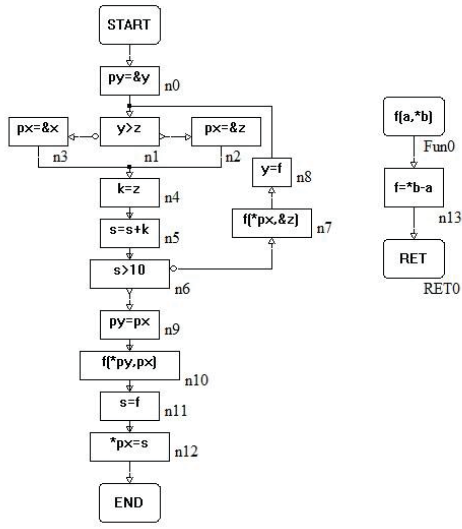 START
py=&y
n0
px=&x
y>z
px=&z
n3
n1
n2
k=z
n4
s=s+k
n5
s>10
n6
y=f
n8
f(*px,&z)
n7
py=px
n9
f(*py,px)
n10
s=f
n11
*px=s
n12
END
f(a,*b)
Fun0
f=*b-a
n13
RET
RET0